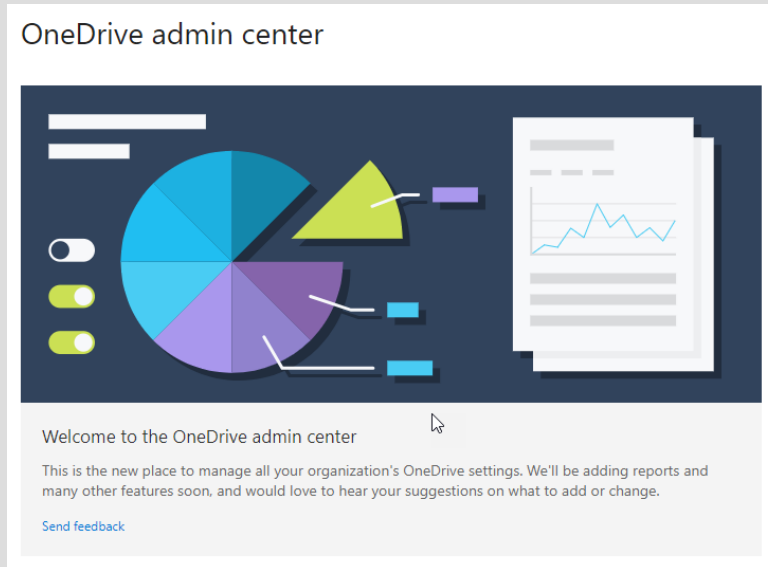 OneDrive admin center
Welcome to the OneDrive admin center
This is the new place to manage all your organization's OneDrive settings. We'll be adding reports and
many other features soon, and would love to hear your suggestions on what to add or change.
Send feedback